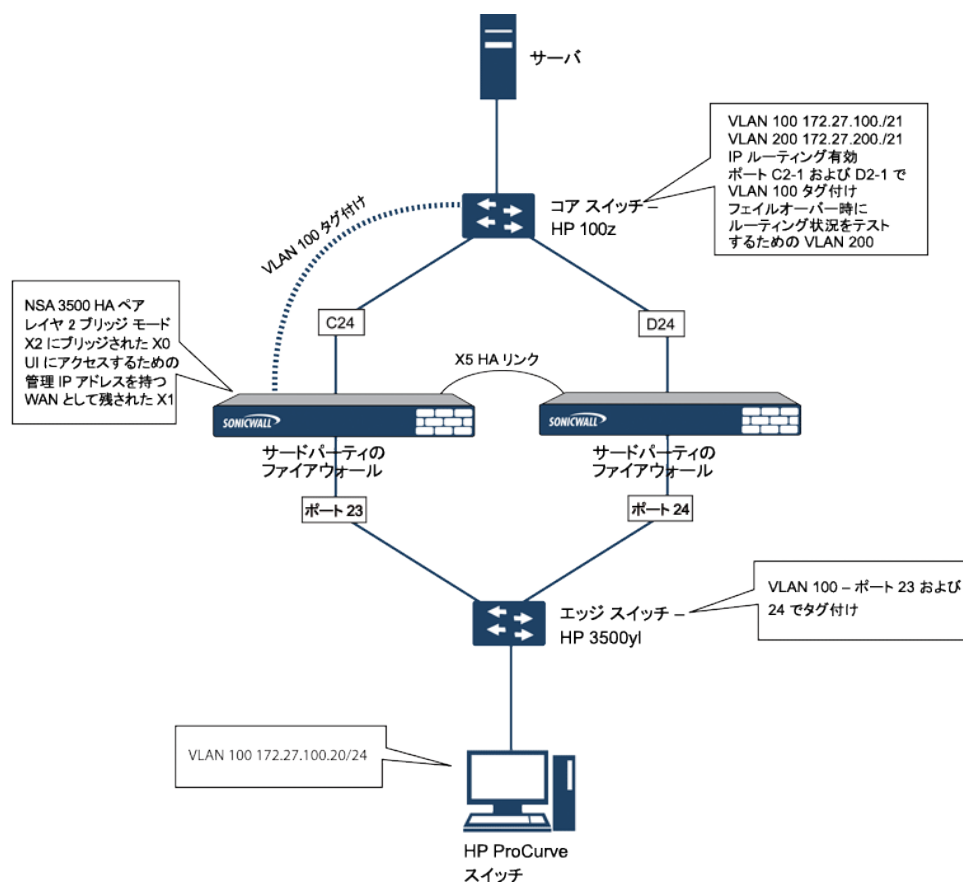 サーバ
VLAN 100 172.27.100./21
VLAN 200 172.27.200./21
IP ルーティング有効
ポート C2-1 および D2-1 で
VLAN 100 タグ付け
フェイルオーバー時に
ルーティング状況をテスト
するための VLAN 200
コア スイッチ –
HP 100z
VLAN 100 タグ付け
NSA 3500 HA ペア
レイヤ 2 ブリッジ モード
X2 にブリッジされた X0
UI にアクセスするための
管理 IP アドレスを持つ
WAN として残された X1
C24
D24
X5 HA リンク
SONICWALL
SONICWALL
サードパーティの
ファイアウォール
サードパーティの
ファイアウォール
ポート 23
ポート 24
エッジ スイッチ –
HP 3500yl
VLAN 100 – ポート 23 および
24 でタグ付け
VLAN 100 172.27.100.20/24
HP ProCurve
スイッチ